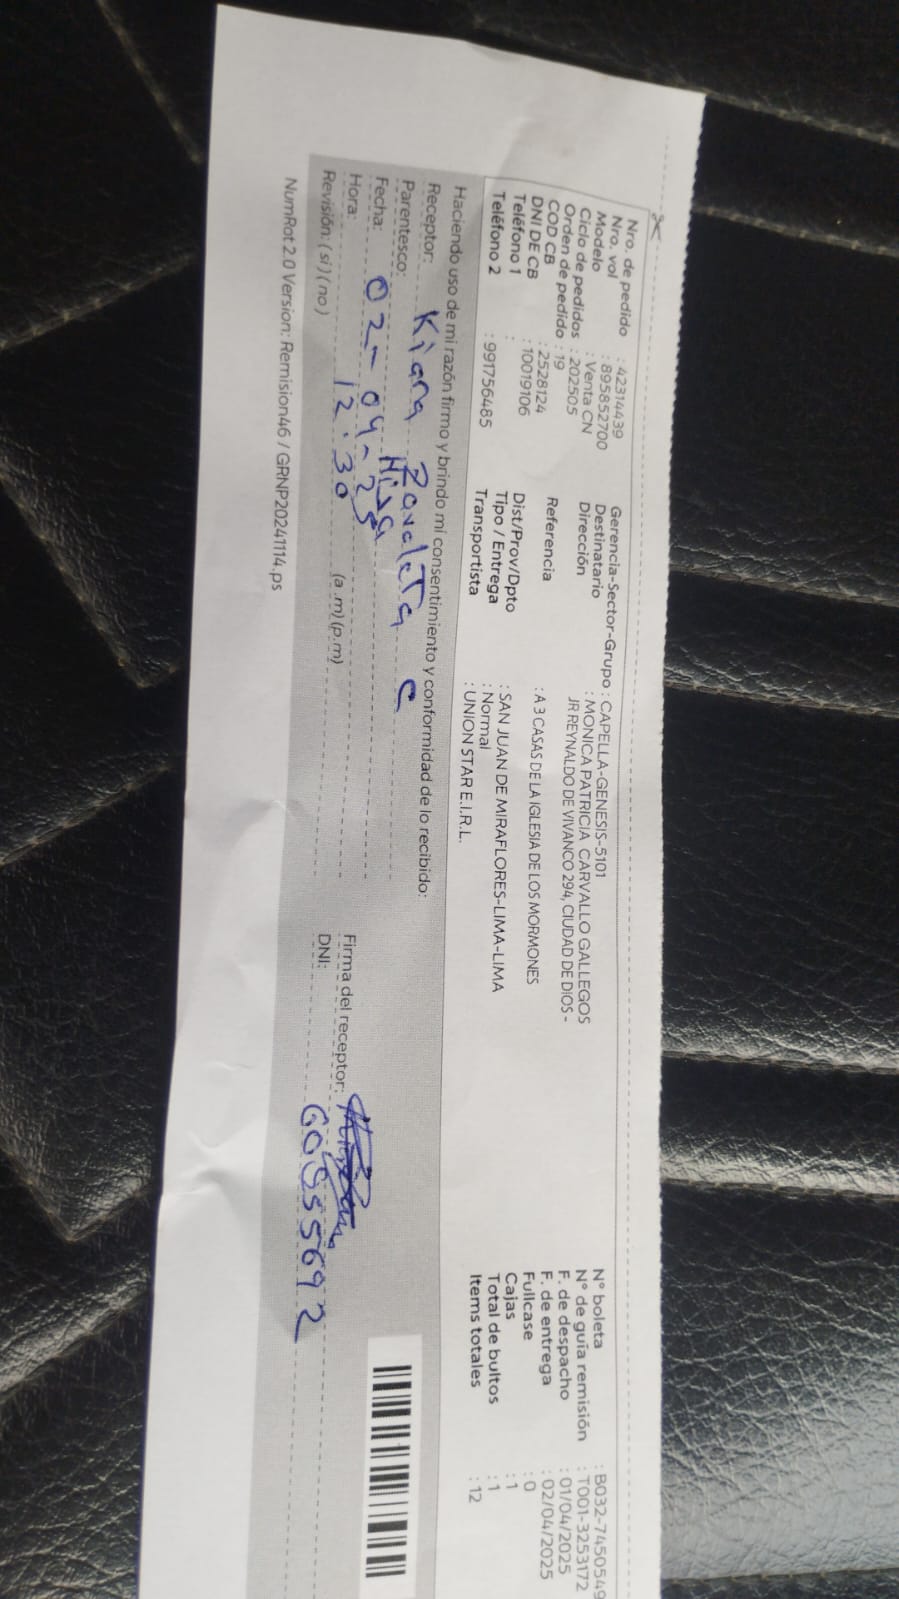 Nro. de pedido : 42314439
Nro. vol : 895852700
Modelo : Venta CN
Ciclo de pedidos : 202505
Orden de pedido : 19
COD CB : 2528124
DNI DE CB : 10019106
Teléfono 1 :
Teléfono 2 : 991756485
Gerencia-Sector-Grupo : CAPELLA-GENESIS-5101
Destinatario : MONICA PATRICIA CARVALLO GALLEGOS
Dirección JR REYNALDO DE VIVANCO 294, CIUDAD DE DIOS -
Referencia : A 3 CASAS DE LA IGLESIA DE LOS MORMONES
Dist/Prov/Dpto : SAN JUAN DE MIRAFLORES-LIMA-LIMA
Tipo / Entrega : Normal
Transportista : UNION STAR E.I.R.L.
N° boleta : B032-7450549
N° de guía remisión : T001-3253172
F. de despacho : 01/04/2025
F. de entrega : 02/04/2025
Fullcase : 0
Cajas : 1
Total de bultos : 1
Items totales : 12
Haciendo uso de mi razón firmo y brindo mi consentimiento y conformidad de lo recibido:
Receptor: Kiara Zavaleta C
Parentesco: Hija
Fecha: 02-04-25
Hora: 12:30 (a.m) (p.m)
Revisión: ( si ) ( no )
Firma del receptor:
DNI: 60555692
NumRot 2.0 Version: Remision46 / GRNP20241114.ps